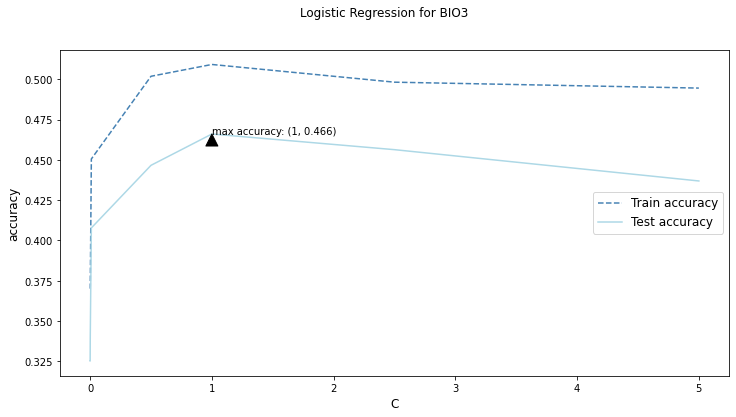 Logistic Regression for BIO3
0.500
0.475
max accuracy: (1, 0.466)
0.450
0.425
Train accuracy
Test accuracy
accuracy
0.400
0.375
0.350
0.325
0 1 2 3 4 5
C